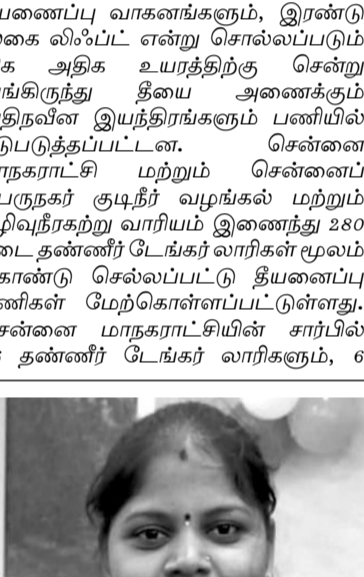 யணைப்பு வாகனங்களும், இரண்டு
கை லிஃப்ட் என்று சொல்லப்படும்
க அதிக உயரத்திற்கு சென்று
ங்கிருந்து தீயை அணைக்கும்
திநவீன இயந்திரங்களும் பணியில்
டுபடுத்தப்பட்டன. சென்னை
ாநகராட்சி மற்றும் சென்னைப்
பருநகர் குடிநீர் வழங்கல் மற்றும்
ழிவுநீரகற்று வாரியம் இணைந்து 280
டை தண்ணீர் டேங்கர் லாரிகள் மூலம்
காண்டு செல்லப்பட்டு தீயனைப்பு
ணிகள் மேற்கொள்ளப்பட்டுள்ளது.
சன்னை மாநகராட்சியின் சார்பில்
தண்ணீர் டேங்கர் லாரிகளும், 6